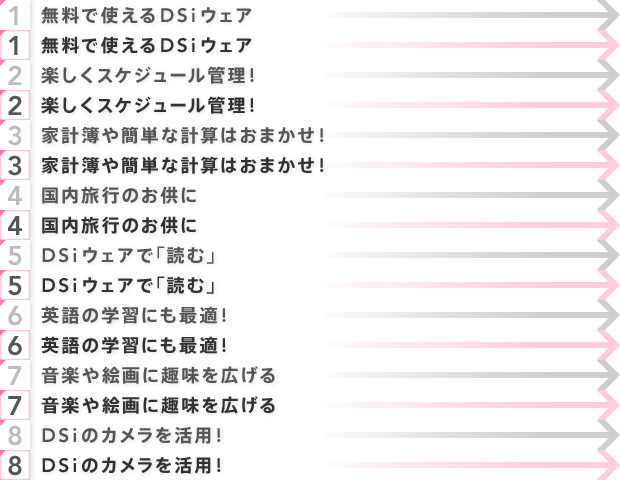 1 無料で使えるDSiウェア
1 無料で使えるDSiウェア
2 楽しくスケジュール管理!
2 楽しくスケジュール管理!
3 家計簿や簡単な計算はおまかせ!
3 家計簿や簡単な計算はおまかせ!
4 国内旅行のお供に
4 国内旅行のお供に
5 DSiウェアで「読む」
5 DSiウェアで「読む」
6 英語の学習にも最適!
6 英語の学習にも最適!
7 音楽や絵画に趣味を広げる
7 音楽や絵画に趣味を広げる
8 DSiのカメラを活用!
8 DSiのカメラを活用!